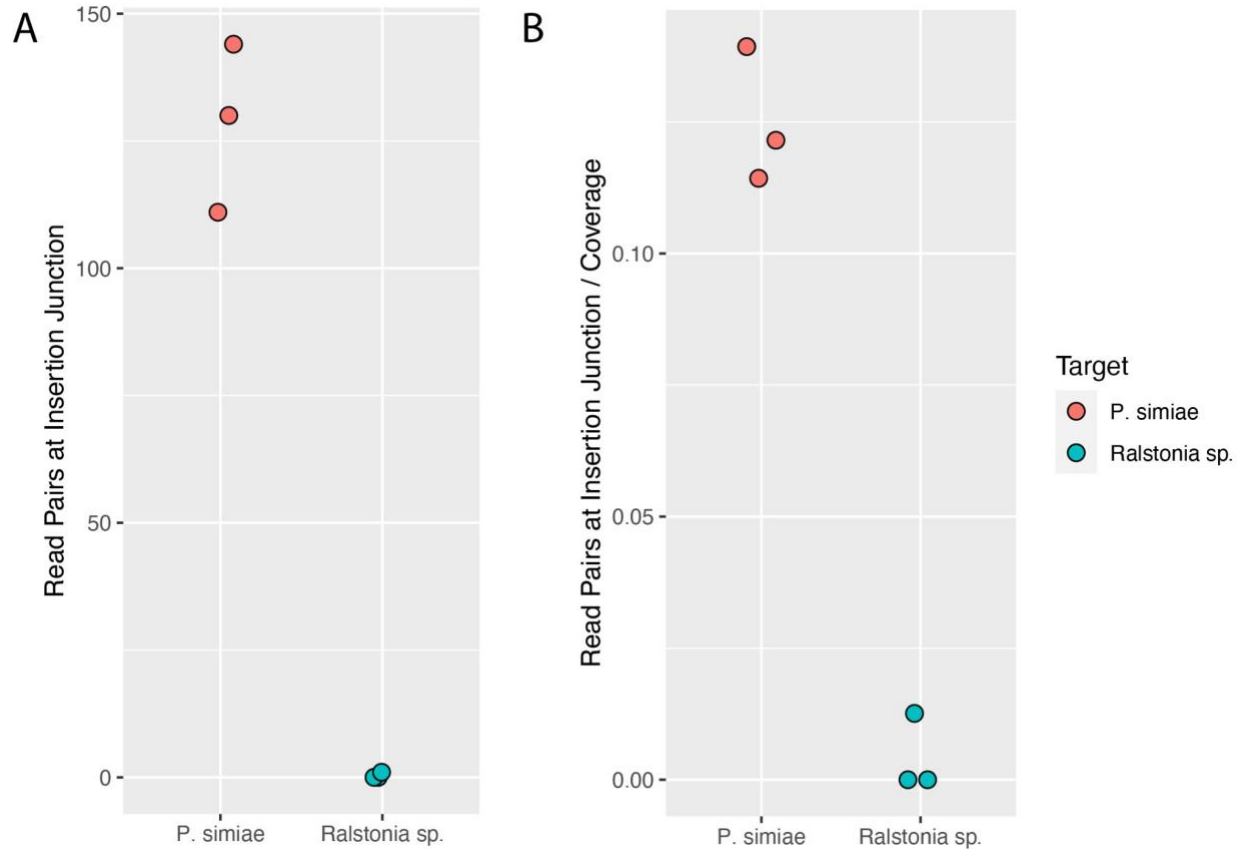 A
Read Pairs at Insertion Junction
150
100
50
0
P. simiae Ralstonia sp.
B
Read Pairs at Insertion Junction / Coverage
0.10
0.05
0.00
P. simiae Ralstonia sp.
Target
P. simiae
Ralstonia sp.